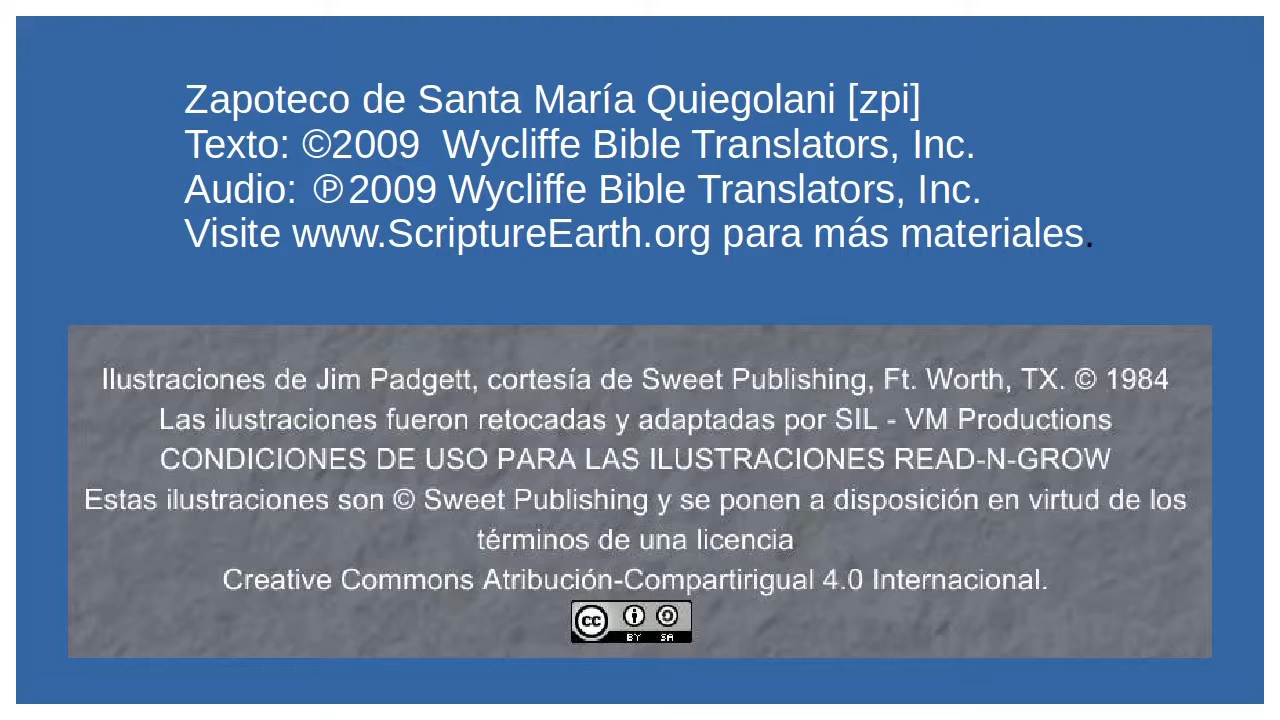 Zapoteco de Santa María Quiegolani [zpi]
Texto: ©2009  Wycliffe Bible Translators, Inc.
Audio: ℗2009 Wycliffe Bible Translators, Inc.
Visite www.ScriptureEarth.org para más materiales.
Ilustraciones de Jim Padgett, cortesía de Sweet Publishing, Ft. Worth, TX. © 1984
Las ilustraciones fueron retocadas y adaptadas por SIL - VM Productions
CONDICIONES DE USO PARA LAS ILUSTRACIONES READ-N-GROW
Estas ilustraciones son © Sweet Publishing y se ponen a disposición en virtud de los
términos de una licencia
Creative Commons Atribución-Compartirigual 4.0 Internacional.
cc
BY SA